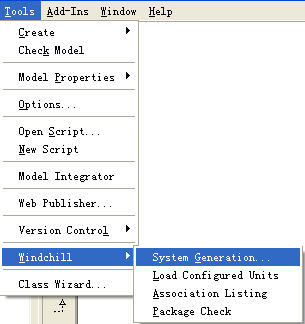 Tools Add-Ins Window Help
Create
Check Model
Model Properties
Options...
Open Script...
New Script
Model Integrator
Web Publisher...
Version Control
Windchill
System Generation...
Load Configured Units
Class Wizard...
Association Listing
Package Check